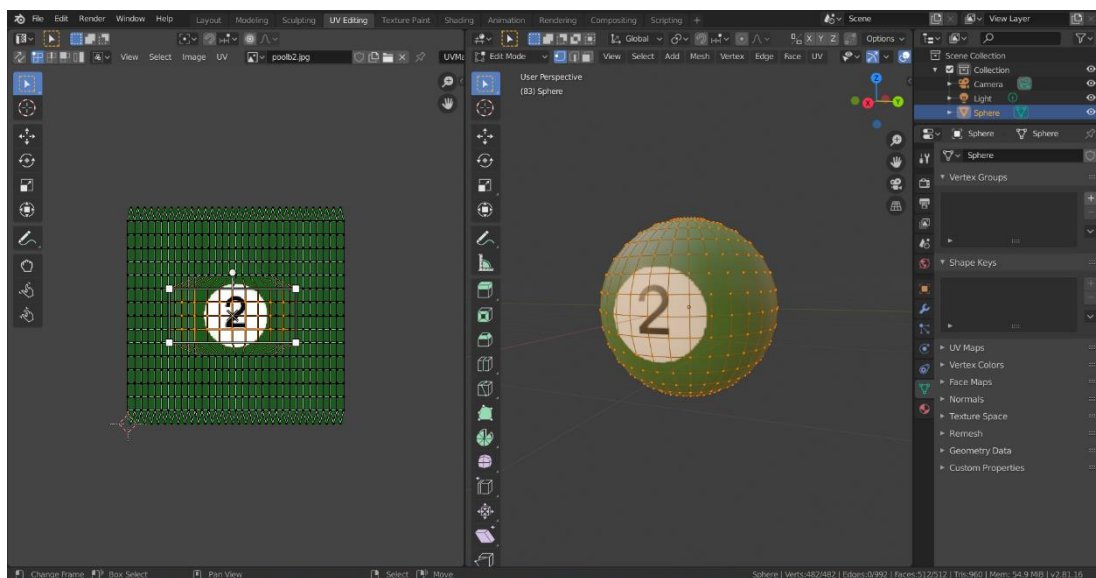 File Edit Render Window Help Layout Modeling Sculpting UV Editing Texture Paint Shading Animation Rendering Compositing Scripting + Scene View Layer
Global X Y Z Options
View Select Image UV poolb2.jpg UVMa Edit Mode View Select Add Mesh Vertex Edge Face UV
User Perspective
(83) Sphere
Z
X
Y
2
2
Scene Collection
Collection
Camera
Light
Sphere
Sphere Sphere
Sphere
Vertex Groups
Shape Keys
UV Maps
Vertex Colors
Face Maps
Normals
Texture Space
Remesh
Geometry Data
Custom Properties
Change Frame Box Select Pan View Select Move Sphere | Verts:482/482 | Edges:0/992 | Faces:512/512 | Tris:960 | Mem: 54.9 MiB | v2.81.16